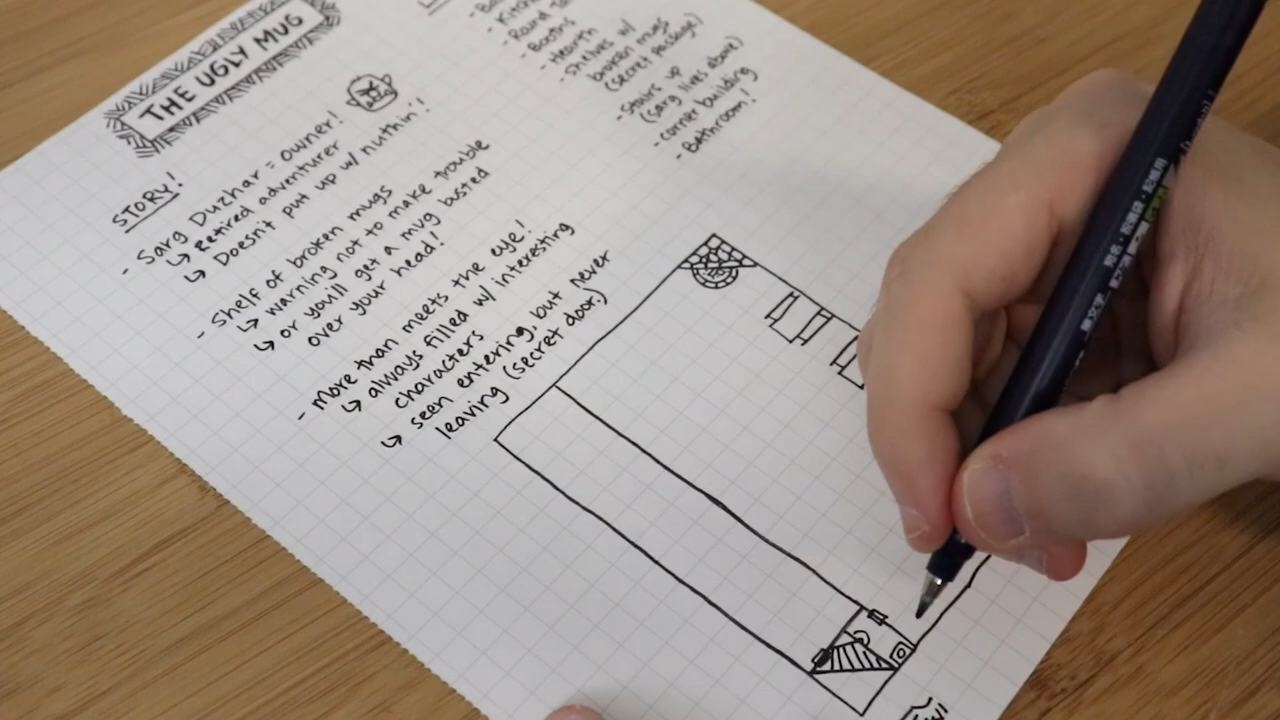 THE UGLY MUG
STORY!
- Sarg Duzhar = owner!
↳ Retired adventurer
↳ Doesn't put up w/ nuthin'!
- Shelf of broken mugs
↳ warning not to make trouble
↳ or you'll get a mug busted
over your head!
- more than meets the eye!
↳ always filled w/ interesting
characters
↳ seen entering, but never
leaving (secret door.)
- Round
- Booths
- Hearth
- Shelves w/
broken mugs
(secret passage)
- Stairs up
(sarg lives above)
- corner building
- Bathroom!